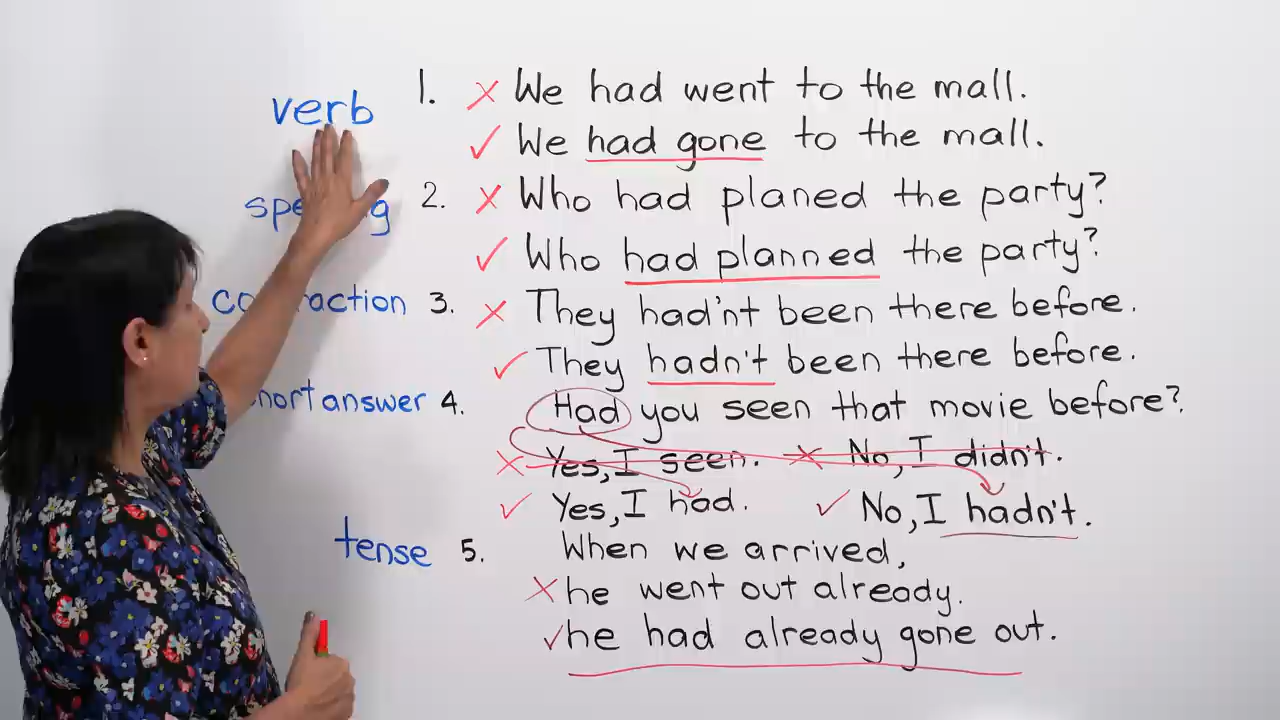 verb 1. ✗ We had went to the mall.
✓ We had gone to the mall.
2. ✗ Who had planed the party?
✓ Who had planned the party?
3. ✗ They had'nt been there before.
✓ They hadn't been there before.
answer 4. Had you seen that movie before?
✗ Yes, I seen. ✗ No, I didn't.
✓ Yes, I had. ✓ No, I hadn't.
tense 5. When we arrived,
✗ he went out already.
✓ he had already gone out.